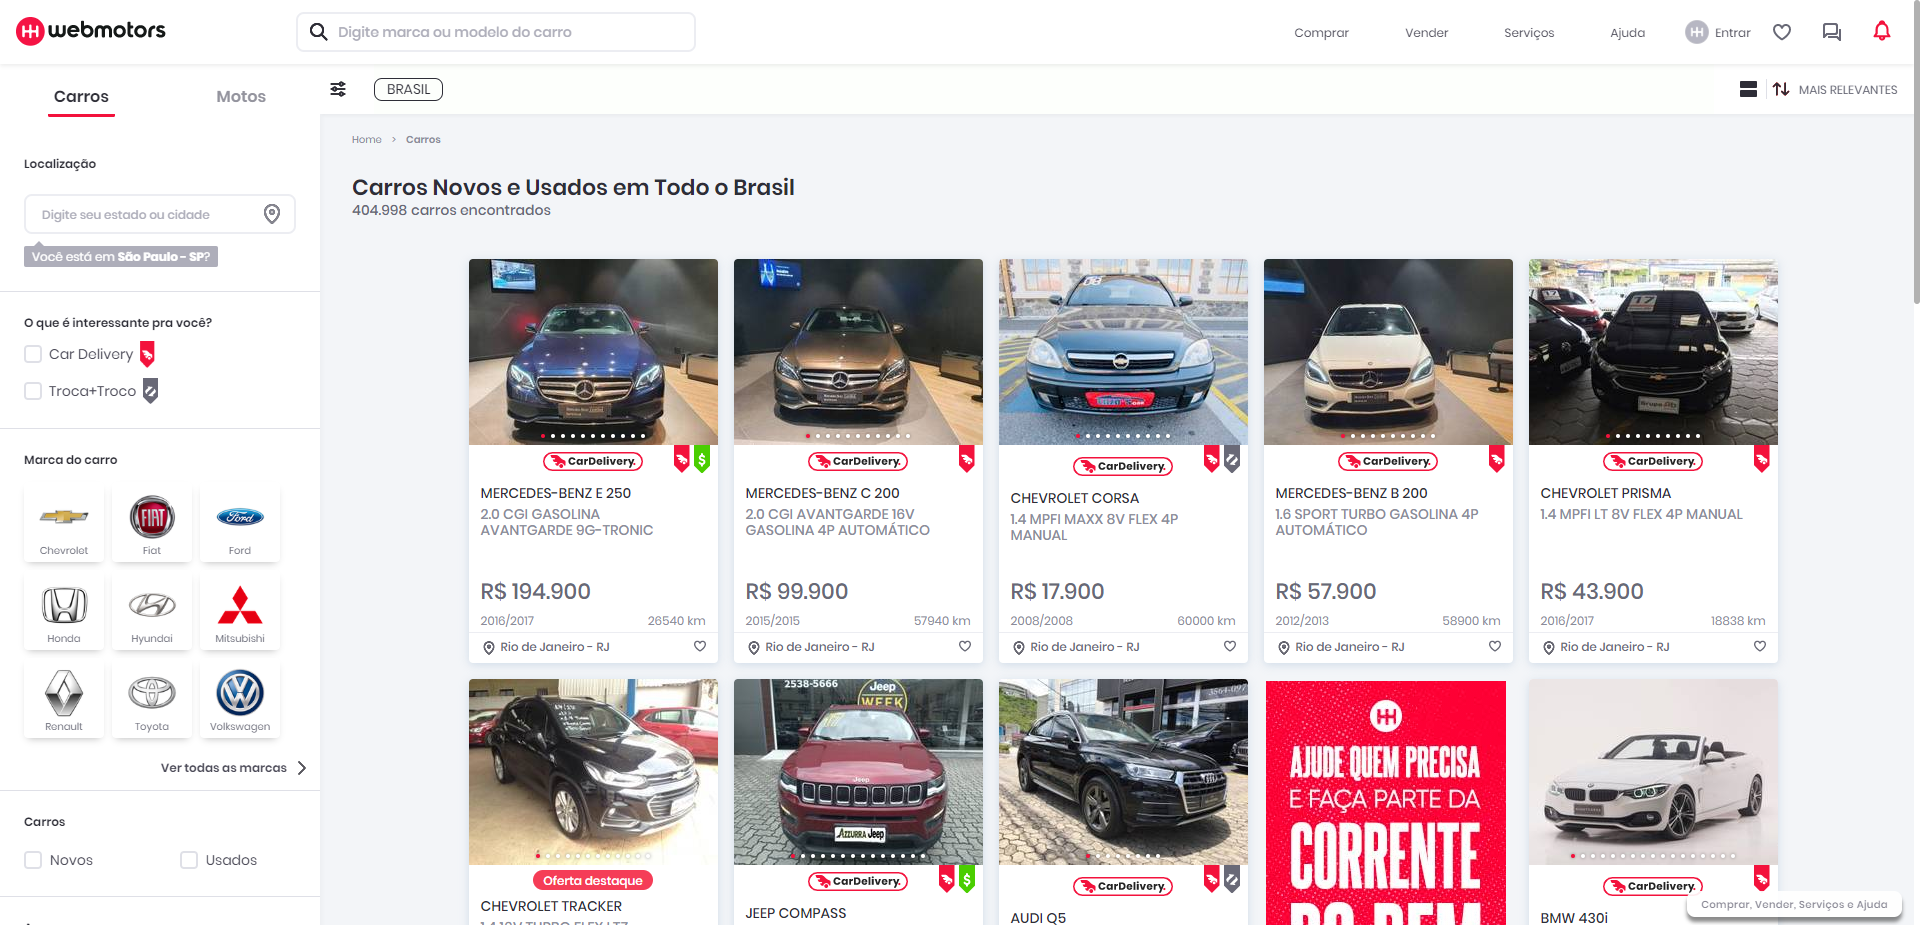 webmotors
Digite marca ou modelo do carro
Comprar
Vender
Serviços
Ajuda
Entrar
Carros
Motos
BRASIL
MAIS RELEVANTES
Localização
Digite seu estado ou cidade
Você está em São Paulo - SP?
O que é interessante pra você?
Car Delivery
Troca+Troco
Marca do carro
Chevrolet
FIAT
Fiat
Ford
Ford
Honda
Hyundai
Mitsubishi
Renault
Toyota
Volkswagen
Ver todas as marcas
Carros
Novos
Usados
Home > Carros
Carros Novos e Usados em Todo o Brasil
404.998 carros encontrados
CarDelivery.
MERCEDES-BENZ E 250
2.0 CGI GASOLINA
AVANTGARDE 9G-TRONIC
R$ 194.900
2016/2017
26540 km
Rio de Janeiro - RJ
CarDelivery.
MERCEDES-BENZ C 200
2.0 CGI AVANTGARDE 16V
GASOLINA 4P AUTOMÁTICO
R$ 99.900
2015/2015
57940 km
Rio de Janeiro - RJ
CarDelivery.
CHEVROLET CORSA
1.4 MPFI MAXX 8V FLEX 4P
MANUAL
R$ 17.900
2008/2008
60000 km
Rio de Janeiro - RJ
CarDelivery.
MERCEDES-BENZ B 200
1.6 SPORT TURBO GASOLINA 4P
AUTOMÁTICO
R$ 57.900
2012/2013
58900 km
Rio de Janeiro - RJ
17
CarDelivery.
CHEVROLET PRISMA
1.4 MPFI LT 8V FLEX 4P MANUAL
R$ 43.900
2016/2017
18838 km
Rio de Janeiro - RJ
Oferta destaque
CHEVROLET TRACKER
2538-5666
Jeep
WEEK
Jeep
AZZURRA Jeep
CarDelivery.
JEEP COMPASS
CarDelivery.
AUDI Q5
AJUDE QUEM PRECISA
E FAÇA PARTE DA
CORRENTE
DO BEM
CarDelivery.
BMW 430i
Comprar, Vender, Serviços e Ajuda